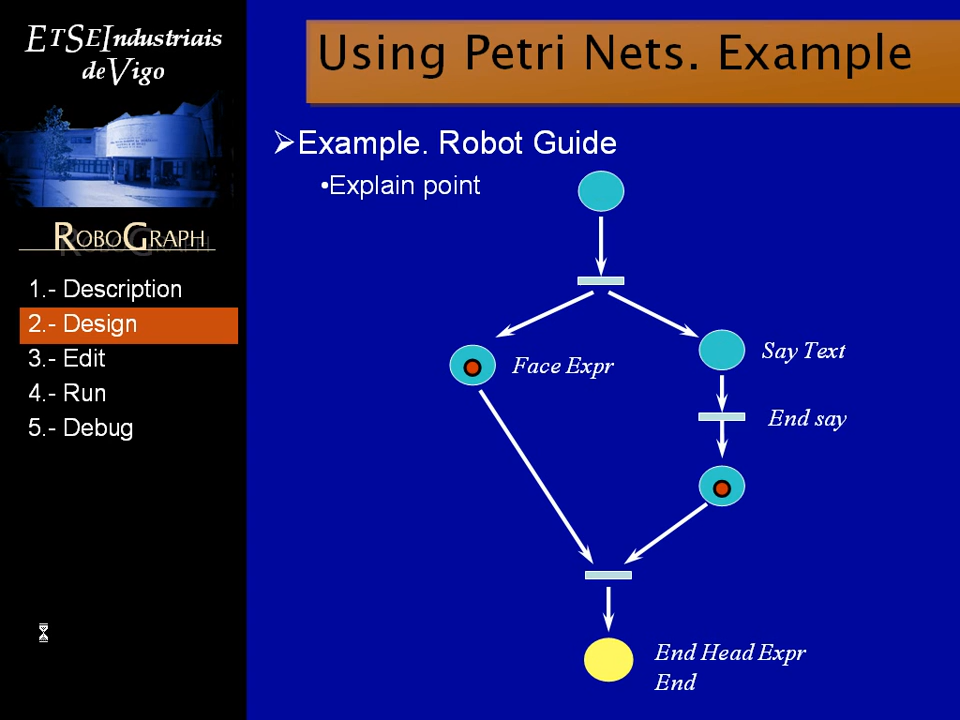 ETSEIndustriais
deVigo
ROBOGRAPH
1.- Description
2.- Design
3.- Edit
4.- Run
5.- Debug
Using Petri Nets. Example
➢Example. Robot Guide
•Explain point
Face Expr
Say Text
End say
End Head Expr
End